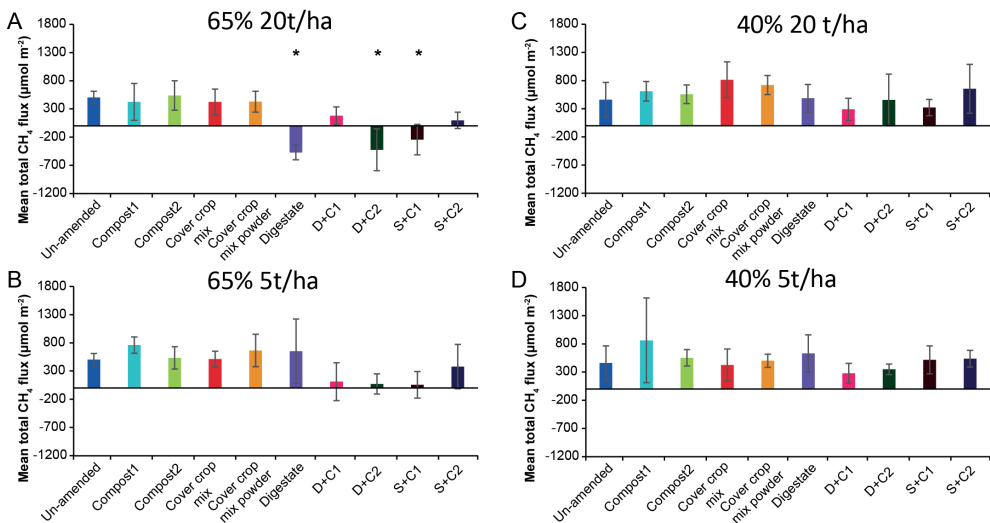 A
65% 20t/ha
Mean total CH₄ flux (µmol m⁻²)
1800
1300
800
300
-200
-700
-1200
* * *
Un-amended
Compost1
Compost2
Cover crop
mix
Cover crop
mix powder
Digestate
D+C1
D+C2
S+C1
S+C2
C
40% 20 t/ha
Mean total CH₄ flux (µmol m⁻²)
1800
1300
800
300
-200
-700
-1200
Un-amended
Compost1
Compost2
Cover crop
mix
Cover crop
mix powder
Digestate
D+C1
D+C2
S+C1
S+C2
B
65% 5t/ha
Mean total CH₄ flux (µmol m⁻²)
1800
1300
800
300
-200
-700
-1200
Un-amended
Compost1
Compost2
Cover crop
mix
Cover crop
mix powder
Digestate
D+C1
D+C2
S+C1
S+C2
D
40% 5t/ha
Mean total CH₄ flux (µmol m⁻²)
1800
1300
800
300
-200
-700
-1200
Un-amended
Compost1
Compost2
Cover crop
mix
Cover crop
mix powder
Digestate
D+C1
D+C2
S+C1
S+C2